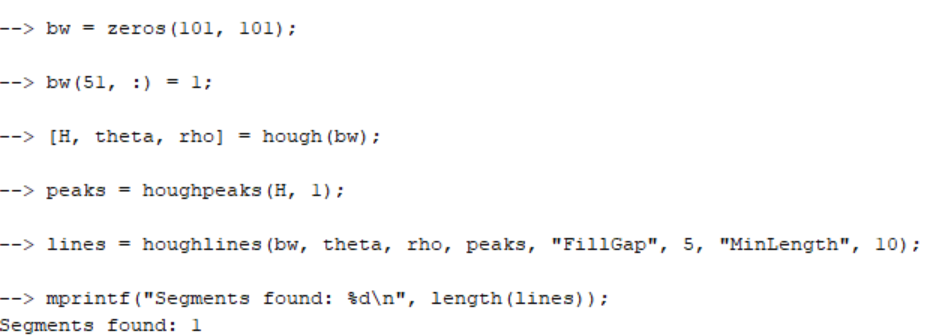 --> bw = zeros(101, 101);
--> bw(51, :) = 1;
--> [H, theta, rho] = hough(bw);
--> peaks = houghpeaks(H, 1);
--> lines = houghlines(bw, theta, rho, peaks, "FillGap", 5, "MinLength", 10);
--> mprintf("Segments found: %d\n", length(lines));
Segments found: 1